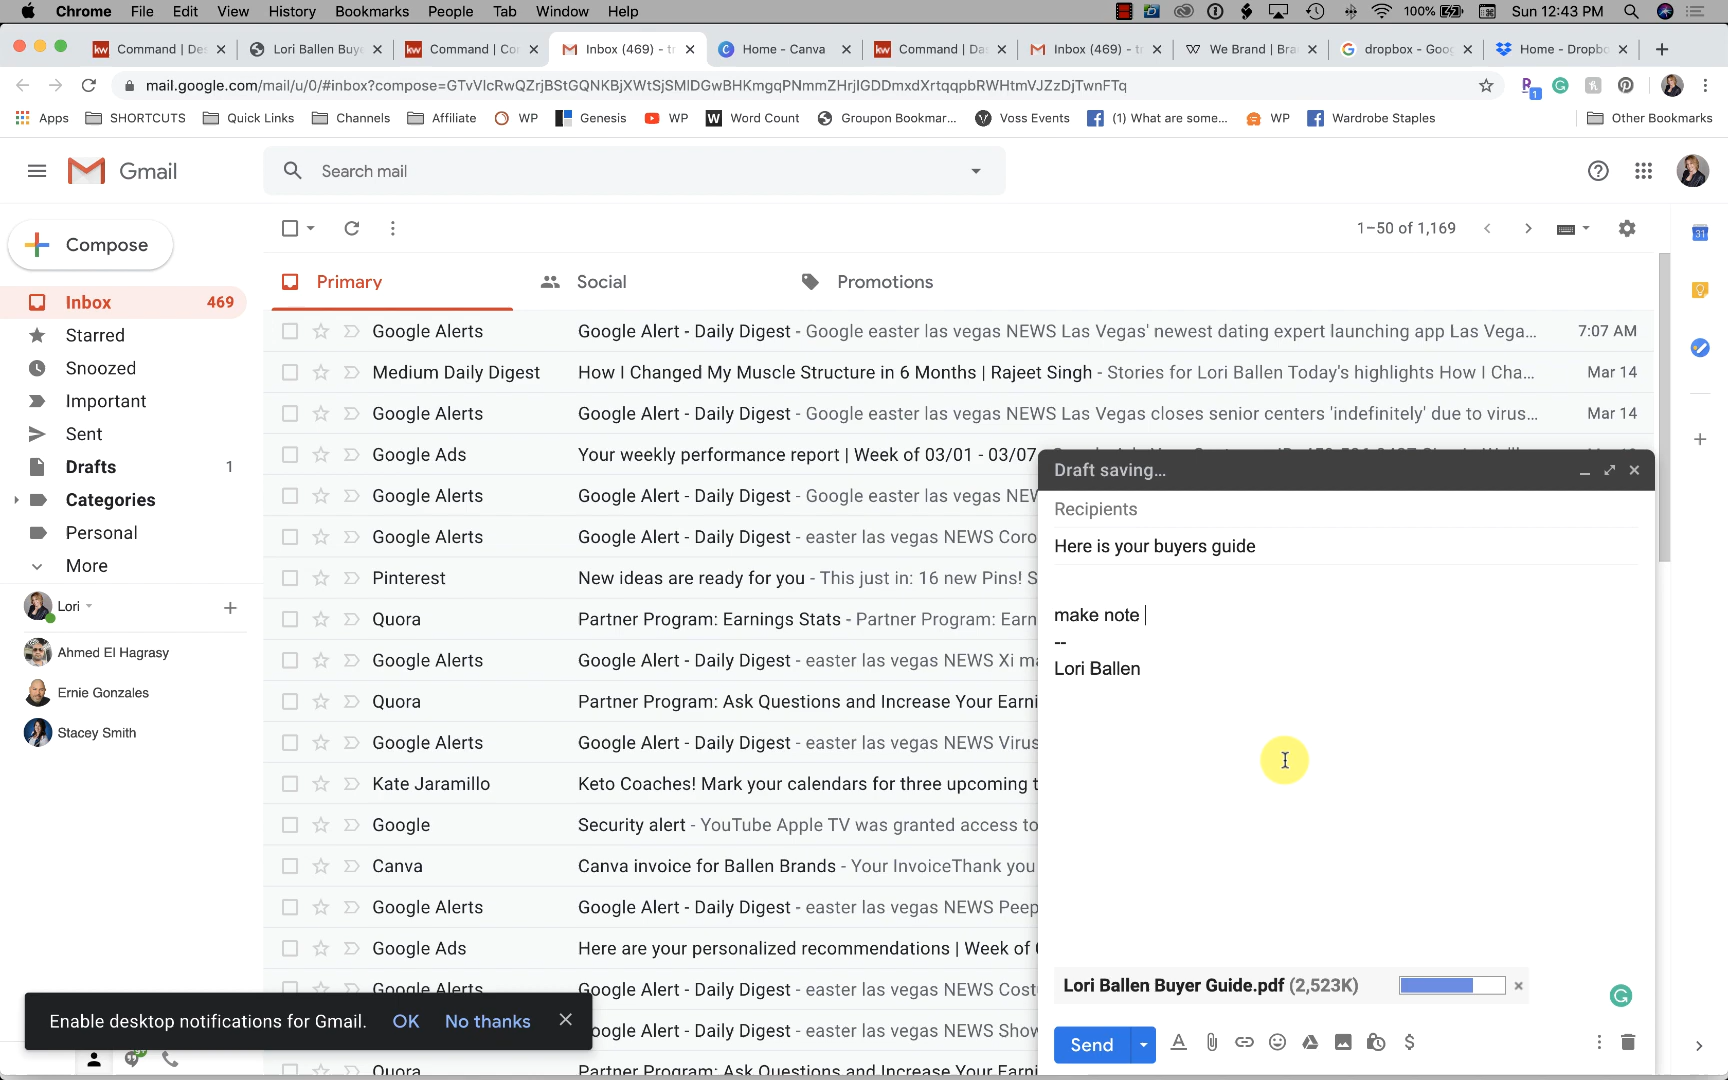 Chrome File Edit View History Bookmarks People Tab Window Help 100% Sun 12:43 PM
Command | De Lori Ballen Buye Command | Co Inbox (469) - tr Home - Canva Command | Da Inbox (469) - to We Brand | Bra dropbox - Goog Home - Dropbo
mail.google.com/mail/u/0/#inbox?compose=GTvVlcRwQZrjBStGQNKBjXWtSjSMlDGwBHKmgqPNmmZHrjlGDDmxdXrtqqpbRWHtmVJZzDjTwnFTq
Apps SHORTCUTS Quick Links Channels Affiliate WP Genesis WP Word Count Groupon Bookmar... Voss Events (1) What are some... WP Wardrobe Staples Other Bookmarks
Gmail Search mail
Compose 1–50 of 1,169
Primary Social Promotions
Inbox 469
Starred
Snoozed
Important
Sent
Drafts 1
Categories
Personal
More
Lori
Ahmed El Hagrasy
Ernie Gonzales
Stacey Smith
Google Alerts Google Alert - Daily Digest - Google easter las vegas NEWS Las Vegas' newest dating expert launching app Las Vega... 7:07 AM
Medium Daily Digest How I Changed My Muscle Structure in 6 Months | Rajeet Singh - Stories for Lori Ballen Today's highlights How I Cha... Mar 14
Google Alerts Google Alert - Daily Digest - Google easter las vegas NEWS Las Vegas closes senior centers 'indefinitely' due to virus... Mar 14
Google Ads Your weekly performance report | Week of 03/01 - 03/07
Google Alerts Google Alert - Daily Digest - Google easter las vegas NEW
Google Alerts Google Alert - Daily Digest - easter las vegas NEWS Coro
Pinterest New ideas are ready for you - This just in: 16 new Pins! S
Quora Partner Program: Earnings Stats - Partner Program: Earn
Google Alerts Google Alert - Daily Digest - easter las vegas NEWS Xi ma
Quora Partner Program: Ask Questions and Increase Your Earni
Google Alerts Google Alert - Daily Digest - easter las vegas NEWS Virus
Kate Jaramillo Keto Coaches! Mark your calendars for three upcoming t
Google Security alert - YouTube Apple TV was granted access to
Canva Canva invoice for Ballen Brands - Your InvoiceThank you
Google Alerts Google Alert - Daily Digest - easter las vegas NEWS Peep
Google Ads Here are your personalized recommendations | Week of
Google Alerts Google Alert - Daily Digest - easter las vegas NEWS Cost
oogle Alert - Daily Digest - easter las vegas NEWS Show
Quora Partner Program: Ask Questions and Increase Your Earni
Draft saving...
Recipients
Here is your buyers guide
make note
--
Lori Ballen
Lori Ballen Buyer Guide.pdf (2,523K)
Send
Enable desktop notifications for Gmail. OK No thanks